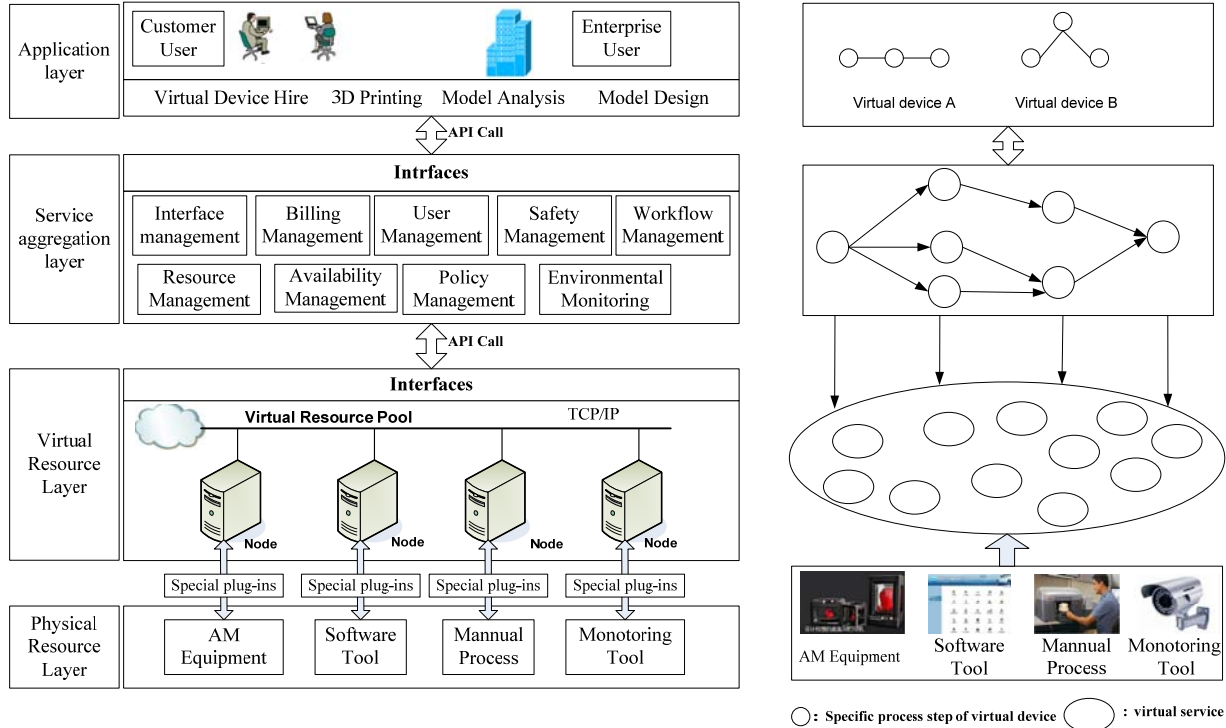 Application
layer
Customer
User
Enterprise
User
Virtual Device Hire 3D Printing Model Analysis Model Design
API Call
Service
aggregation
layer
Intrfaces
Interface
management
Billing
Management
User
Management
Safety
Management
Workflow
Management
Resource
Management
Availability
Management
Policy
Management
Environmental
Monitoring
API Call
Virtual
Resource
Layer
Interfaces
Virtual Resource Pool
TCP/IP
Node
Node
Node
Node
Special plug-ins
Special plug-ins
Special plug-ins
Special plug-ins
Physical
Resource
Layer
AM
Equipment
Software
Tool
Mannual
Process
Monotoring
Tool
Virtual device A
Virtual device B
AM Equipment
Software
Tool
Mannual
Process
Monotoring
Tool
: Specific process step of virtual device
: virtual service